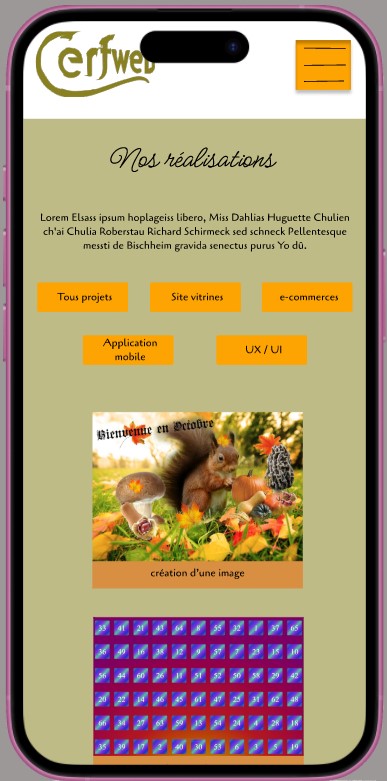 Cerfweb
Nos réalisations
Lorem Elsass ipsum hoplageiss libero, Miss Dahlias Huguette Chulien
ch'ai Chulia Roberstau Richard Schirmeck sed schneck Pellentesque
messti de Bischheim gravida senectus purus Yo dû.
Tous projets Site vitrines e-commerces
Application
mobile
UX / UI
Bienvenue en Octobre
création d'une image
33 41 21 43 64 8 55 32 4 37 65
36 49 16 38 12 9 57 7 23 15 10
56 44 60 26 11 51 52 50 58 29 42
20 22 14 46 45 61 47 25 31 62 48
66 34 27 63 59 13 54 24 4 28 18
35 39 17 2 40 30 53 6 3 5 19